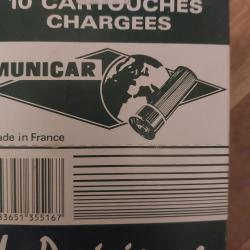 10 CARTOUCHES
CHARGEES
MUNICAR
ade in France
3651"355167